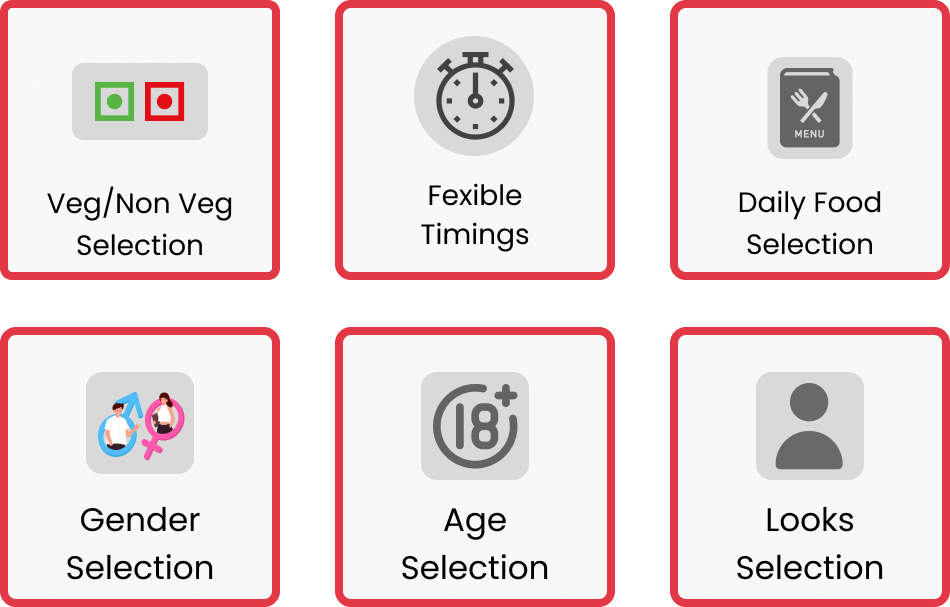 Veg/Non Veg
Selection
Fexible
Timings
MENU
Daily Food
Selection
Gender
Selection
18+
Age
Selection
Looks
Selection